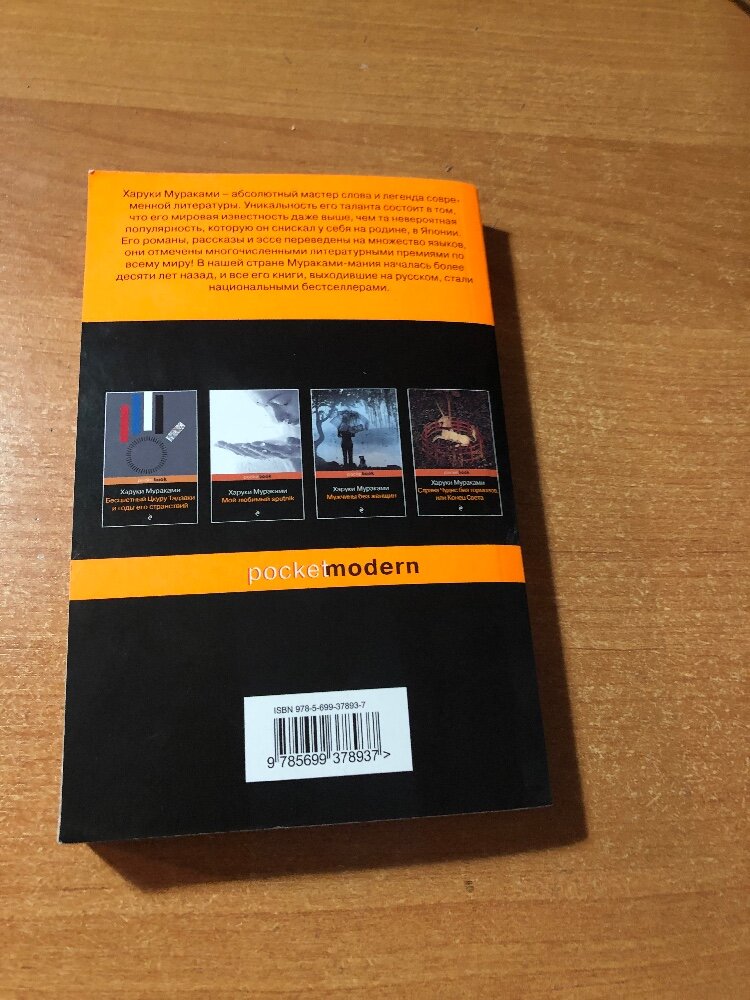 Харуки Мураками – абсолютный мастер слова и легенда совре-
менной литературы. Уникальность его таланта состоит в том,
что его мировая известность даже выше, чем та невероятная
популярность, которую он снискал у себя на родине, в Японии.
Его романы, рассказы и эссе переведены на множество языков,
они отмечены многочисленными литературными премиями по
всему миру! В нашей стране Мураками-мания началась более
десяти лет назад, и все его книги, выходившие на русском, стали
национальными бестселлерами.
pocketbook
Харуки Мураками
Бесцветный Цкуру Тадзаки
и годы его странствий
pocketbook
Харуки Мураками
Мой любимый sputnik
pocketbook
Харуки Мураками
Мужчины без женщин
pocketbook
Харуки Мураками
Страна Чудес без тормозов
или Конец Света
pocketmodern
ISBN 978-5-699-37893-7
9 785699 378937 >